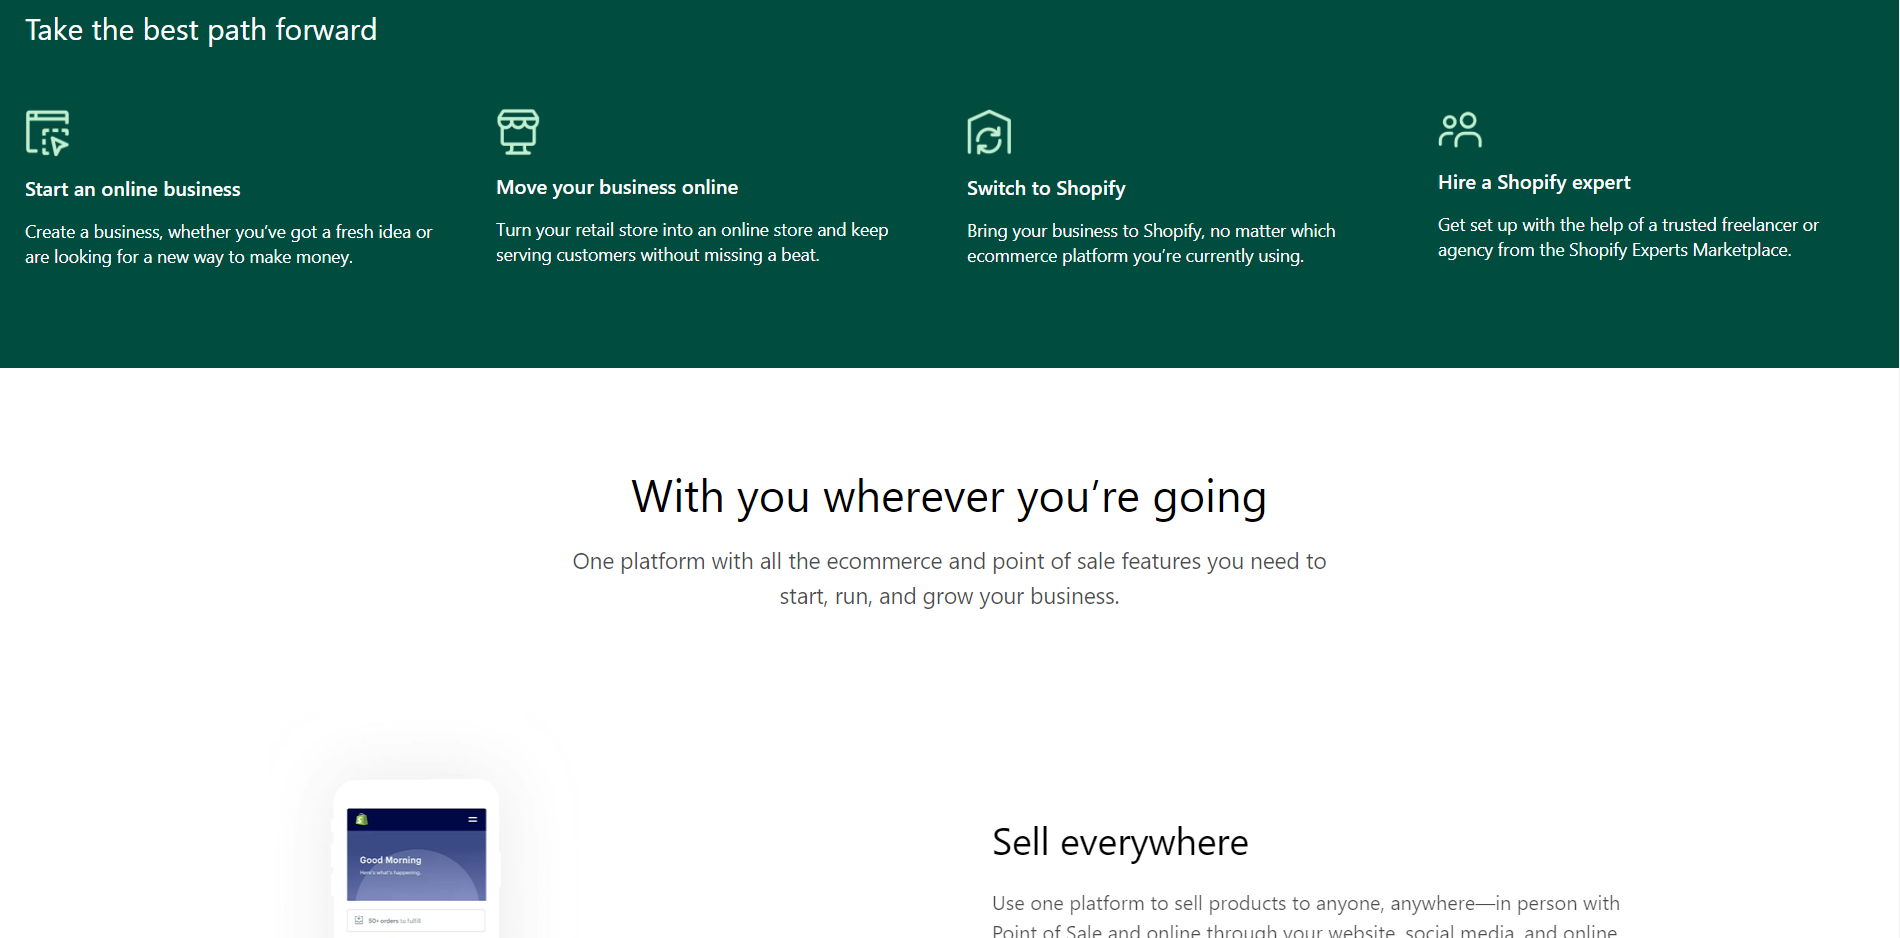 Take the best path forward
Start an online business
Create a business, whether you’ve got a fresh idea or
are looking for a new way to make money.
Move your business online
Turn your retail store into an online store and keep
serving customers without missing a beat.
Switch to Shopify
Bring your business to Shopify, no matter which
ecommerce platform you’re currently using.
Hire a Shopify expert
Get set up with the help of a trusted freelancer or
agency from the Shopify Experts Marketplace.
With you wherever you’re going
One platform with all the ecommerce and point of sale features you need to
start, run, and grow your business.
Good Morning
Here's what's happening.
50+ orders to fulfill
Sell everywhere
Use one platform to sell products to anyone, anywhere—in person with
Point of Sale and online through your website, social media, and online